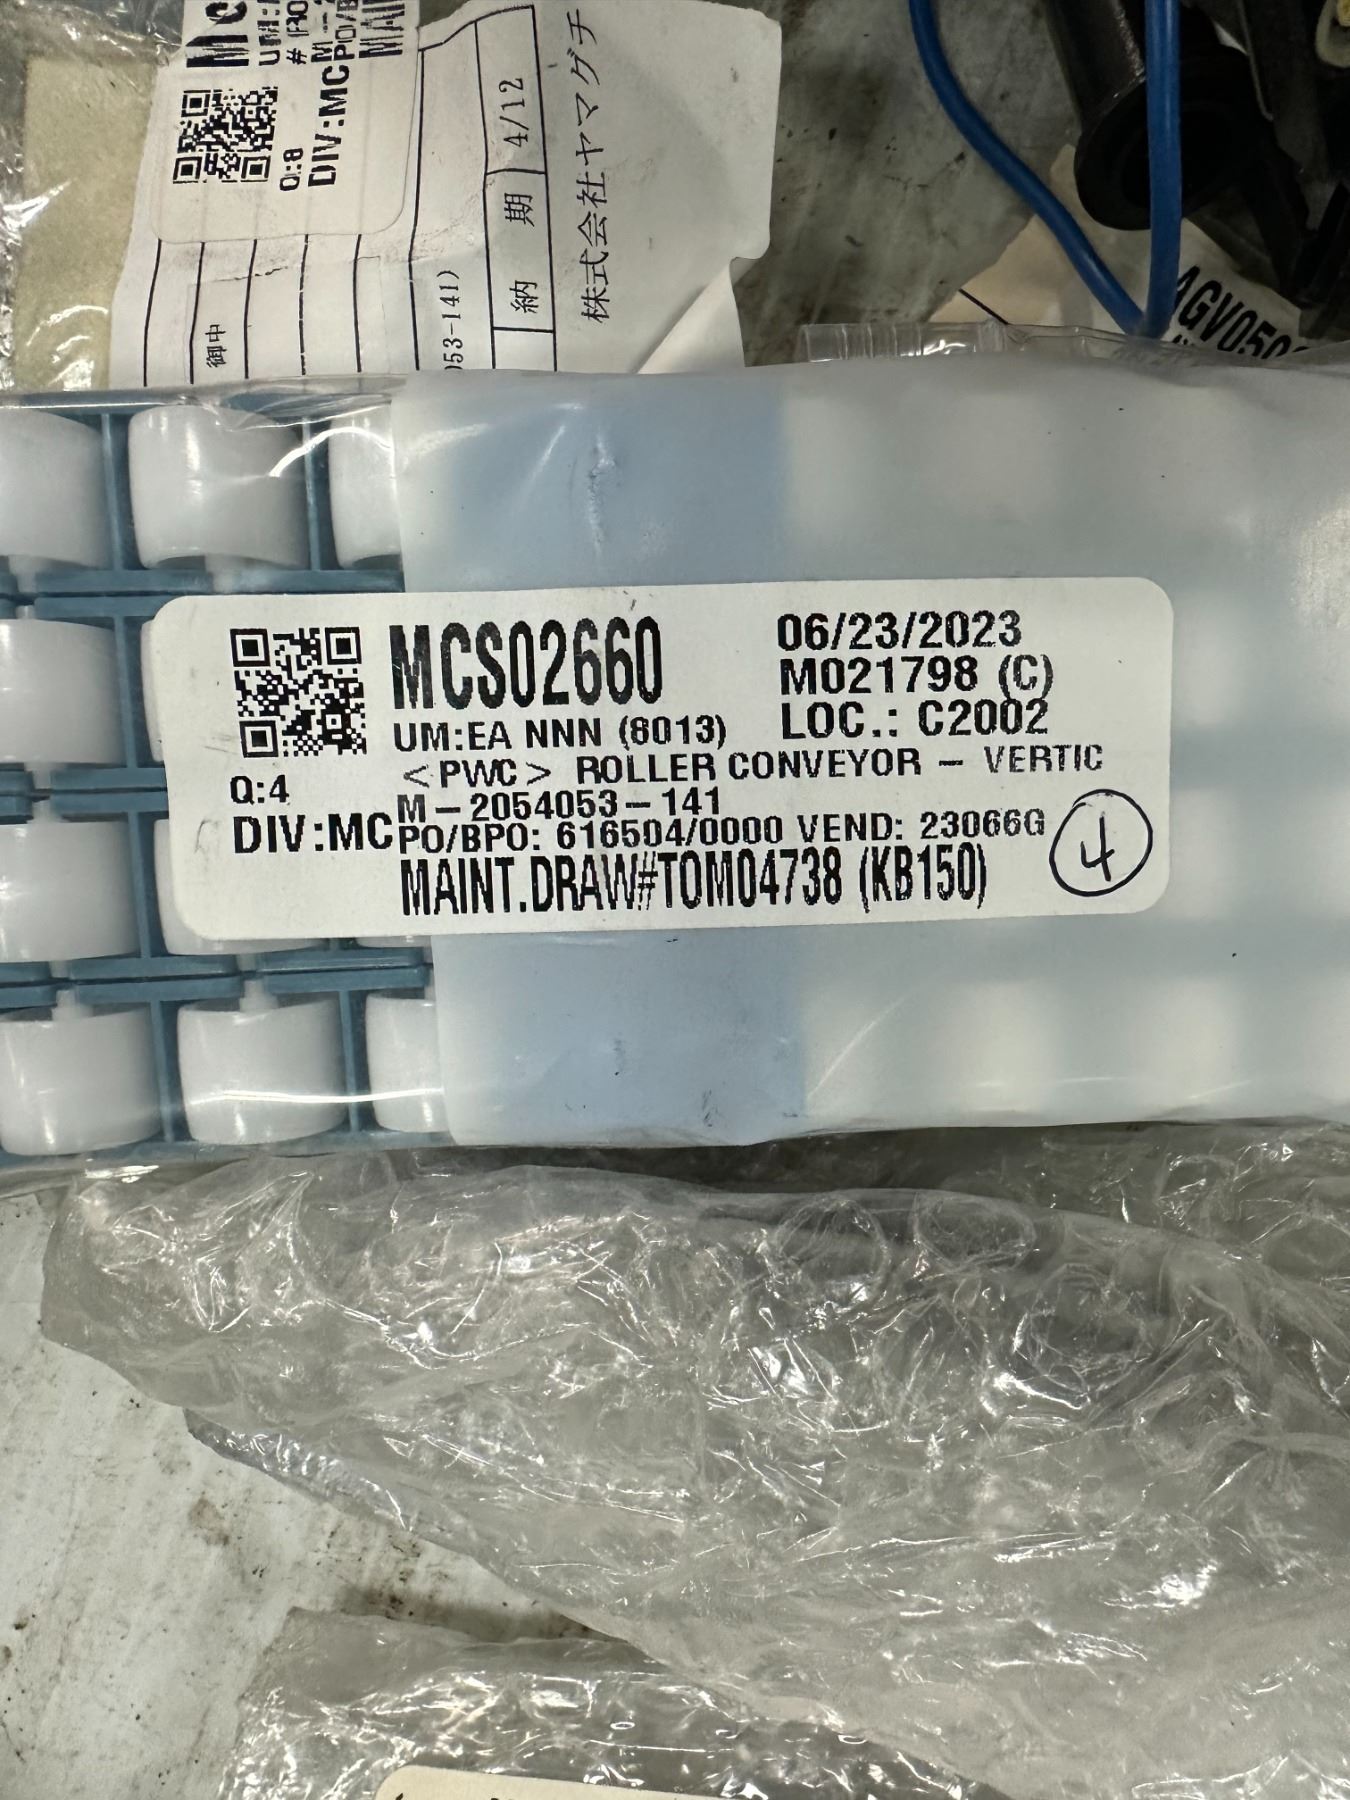 Q:8
DIV:MC
御中
053-141)
納 期 4/12
株式会社ヤマグチ
MCS02660
06/23/2023
M021798 (C)
UM:EA NNN (8013)
LOC.: C2002
<PWC> ROLLER CONVEYOR - VERTIC
Q:4
M-2054053-141
DIV:MC
PO/BPO: 616504/0000 VEND: 23066G
MAINT.DRAW#TOM04738 (KB150)
4